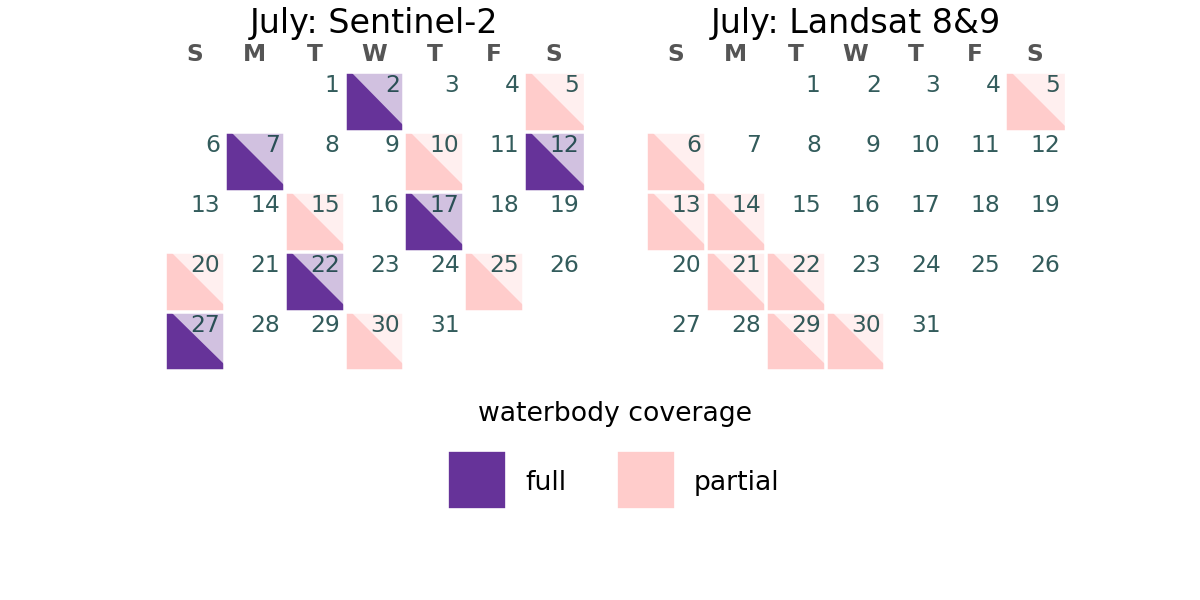 July: Sentinel-2
S M T W T F S
1 2 3 4 5
6 7 8 9 10 11 12
13 14 15 16 17 18 19
20 21 22 23 24 25 26
27 28 29 30 31
July: Landsat 8&9
S M T W T F S
1 2 3 4 5
6 7 8 9 10 11 12
13 14 15 16 17 18 19
20 21 22 23 24 25 26
27 28 29 30 31
waterbody coverage
full
partial